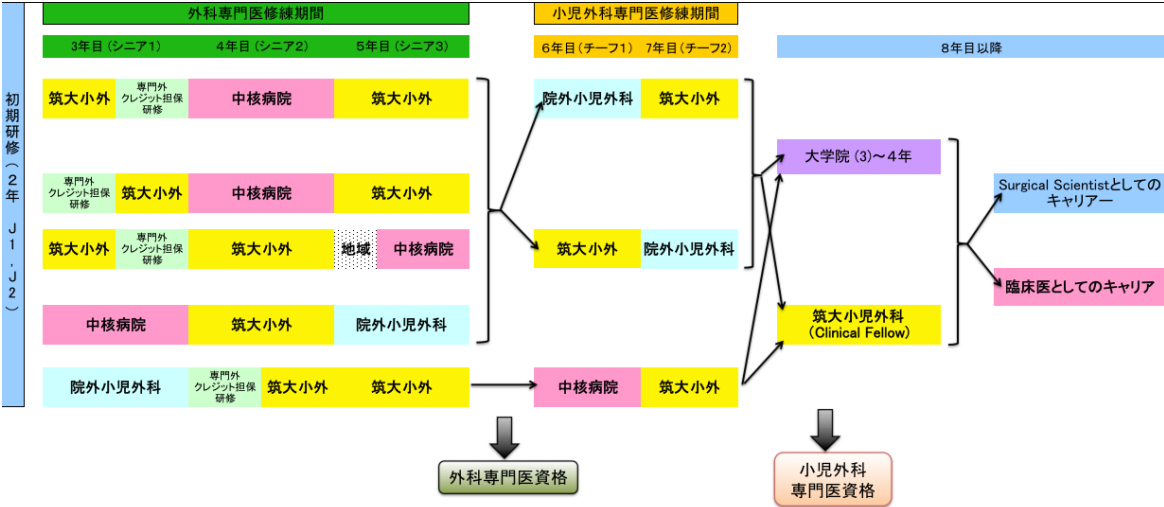 初期研修（2年 J1．J2）
外科専門医修練期間
小児外科専門医修練期間
3年目(シニア1)
4年目(シニア2)
5年目(シニア3)
6年目(チーフ1)
7年目(チーフ2)
8年目以降
筑大小外
専門外
クレジット担保
研修
中核病院
筑大小外
院外小児外科
筑大小外
専門外
クレジット担保
研修
筑大小外
中核病院
筑大小外
筑大小外
専門外
クレジット担保
研修
筑大小外
地域
中核病院
筑大小外
院外小児外科
中核病院
筑大小外
院外小児外科
院外小児外科
専門外
クレジット担保
研修
筑大小外
筑大小外
中核病院
筑大小外
大学院 (3)～4年
筑大小児外科
(Clinical Fellow)
Surgical Scientistとしての
キャリアー
臨床医としてのキャリア
外科専門医資格
小児外科
専門医資格